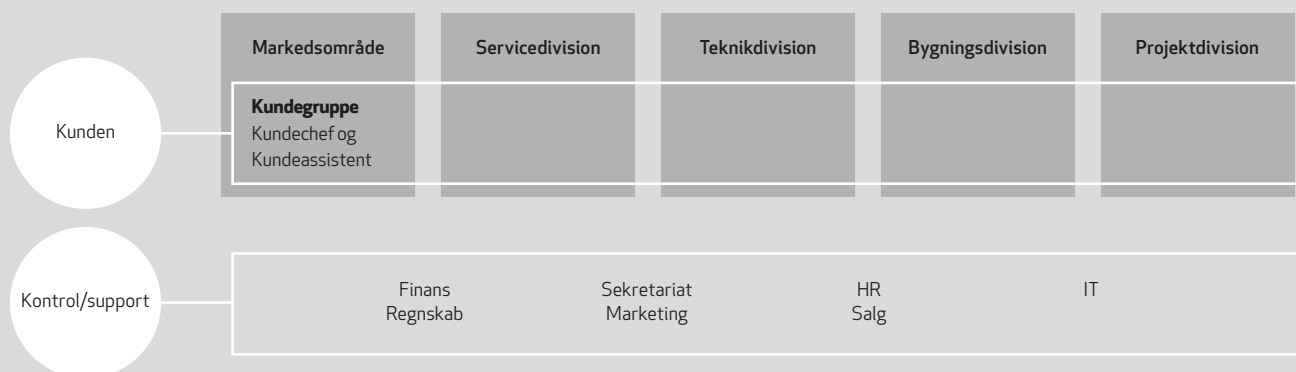 Markedsområde
Servicedivision
Teknikdivision
Bygningsdivision
Projektdivision
Kunden
Kundegruppe
Kundechef og
Kundeassistent
Kontrol/support
Finans
Regnskab
Sekretariat
Marketing
HR
Salg
IT